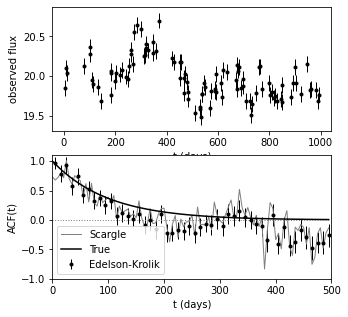 observed flux
20.5
20.0
19.5
0
200
400
600
800
1000
t (days)
ACF(t)
1.0
0.5
0.0
−0.5
−1.0
Scargle
True
Edelson-Krolik
0
100
200
300
400
500
t (days)